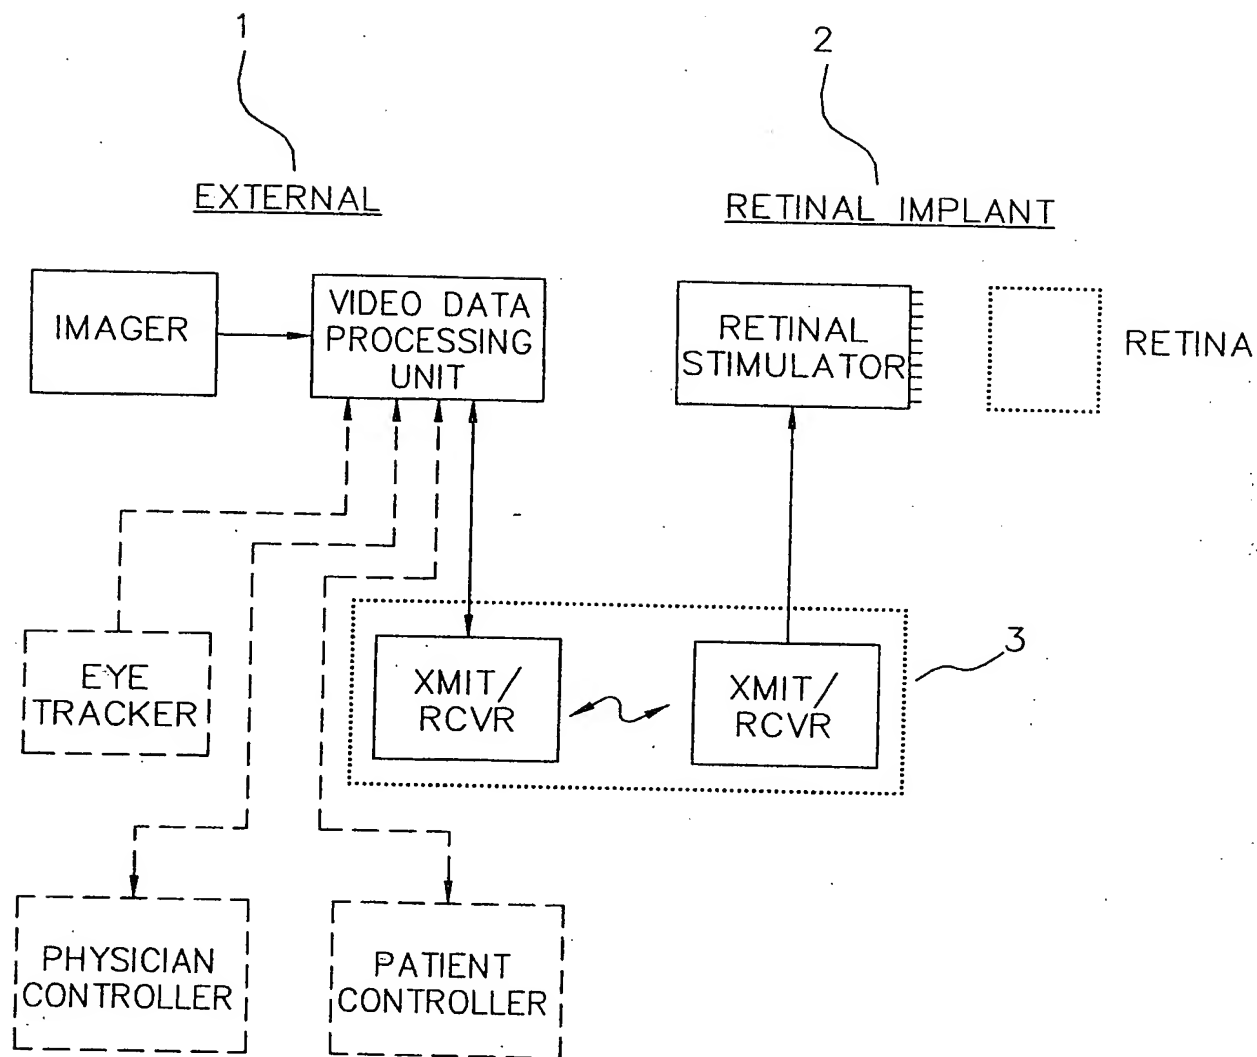 1
2
EXTERNAL
RETINAL IMPLANT
IMAGER
VIDEO DATA
PROCESSING
UNIT
RETINAL
STIMULATOR
RETINA
3
EYE
TRACKER
XMIT/
RCVR
XMIT/
RCVR
PHYSICIAN
CONTROLLER
PATIENT
CONTROLLER